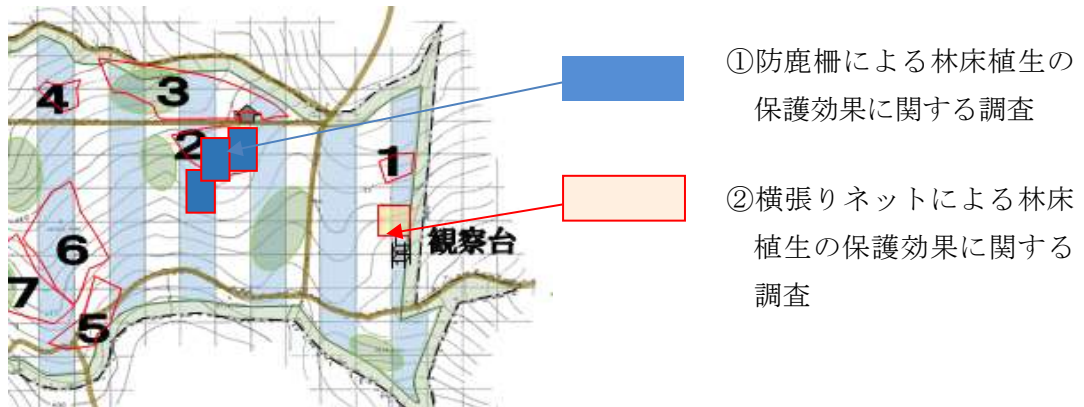 ①防鹿柵による林床植生の
保護効果に関する調査
②横張りネットによる林床
植生の保護効果に関する
調査
3
4
2
1
観察台
6
7
5